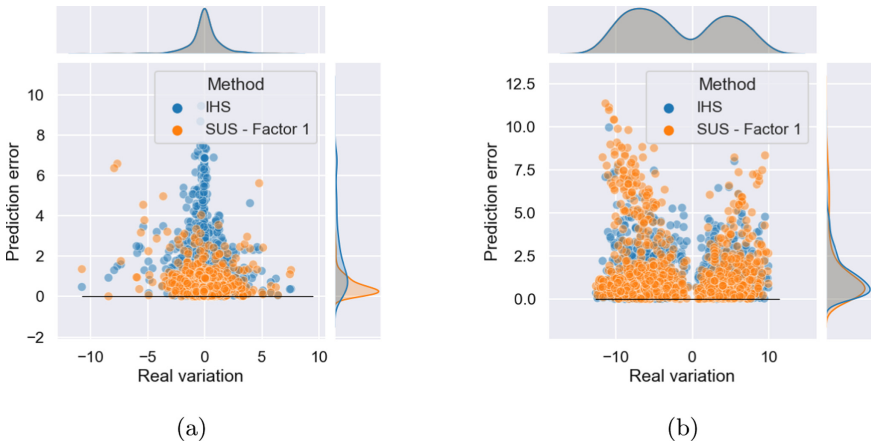 Method
IHS
SUS - Factor 1
10
8
6
4
2
0
−2
Prediction error
−10
−5
0
5
10
Real variation
(a)
Method
IHS
SUS - Factor 1
12.5
10.0
7.5
5.0
2.5
0.0
Prediction error
−10
0
10
Real variation
(b)